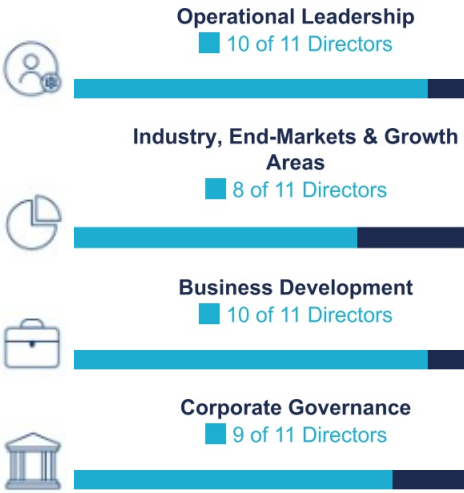 Operational Leadership
10 of 11 Directors
Industry, End-Markets & Growth
Areas
8 of 11 Directors
Business Development
10 of 11 Directors
Corporate Governance
9 of 11 Directors